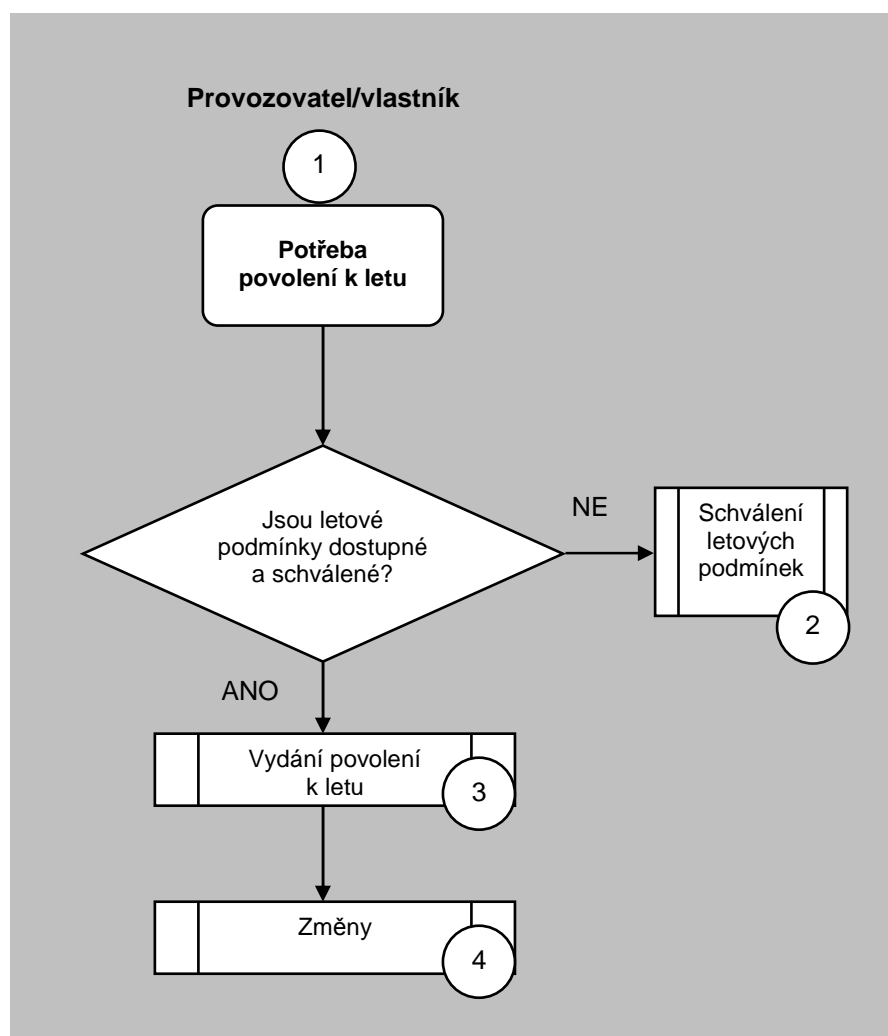 Provozovatel/vlastník
1
Potřeba
povolení k letu
Jsou letové
podmínky dostupné
a schválené?
NE
Schválení
letových
podmínek
2
ANO
Vydání povolení
k letu
3
Změny
4